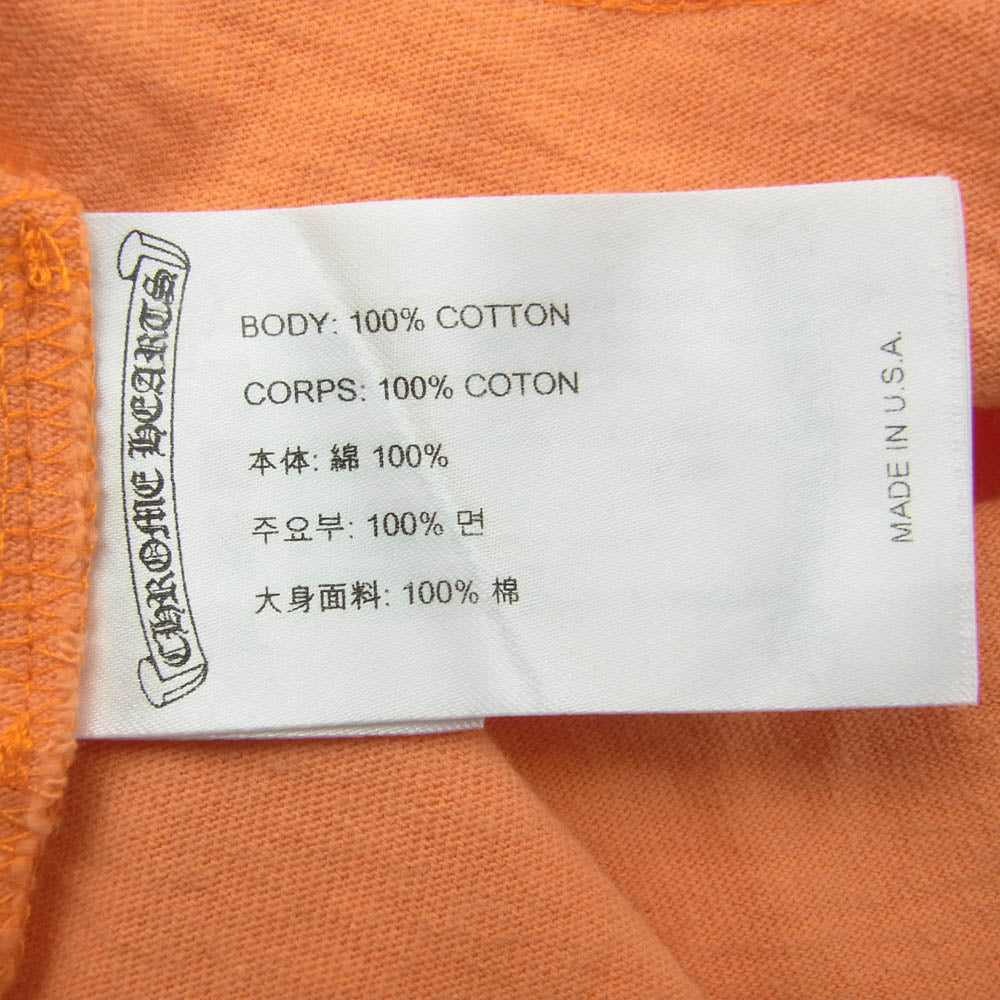 CHROME HEARTS
BODY: 100% COTTON
CORPS: 100% COTON
本体: 綿 100%
주요부: 100% 면
大身面料: 100% 棉
MADE IN U.S.A.